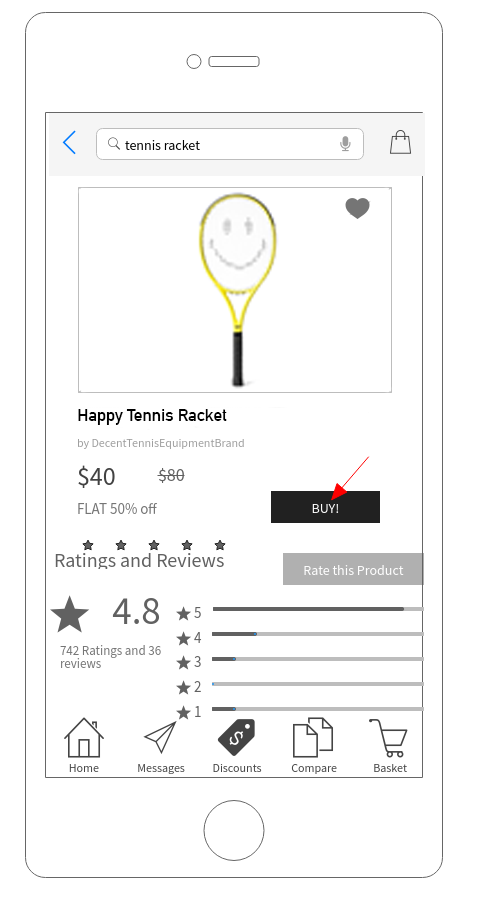 tennis racket
Happy Tennis Racket
by DecentTennisEquipmentBrand
$40 $80
FLAT 50% off
BUY!
Ratings and Reviews
Rate this Product
4.8
742 Ratings and 36
reviews
5
4
3
2
1
$
Home Messages Discounts Compare Basket